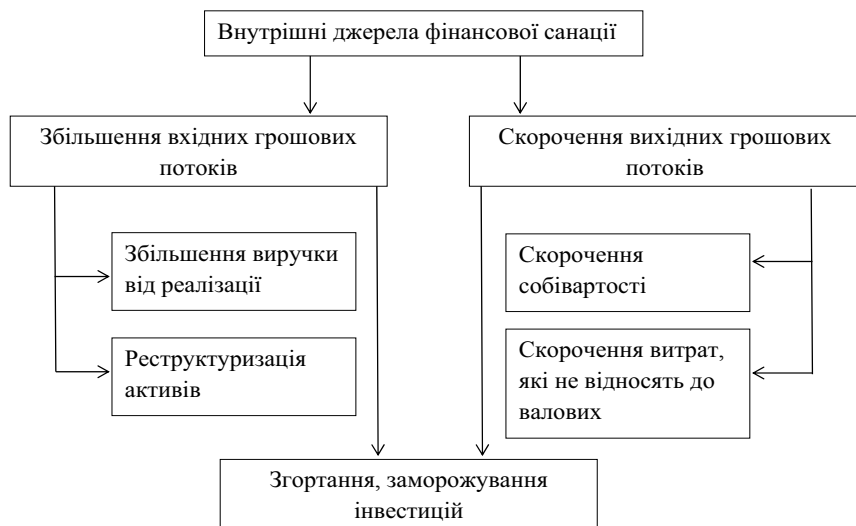 Внутрішні джерела фінансової санації
Збільшення вхідних грошових
потоків
Скорочення вихідних грошових
потоків
Збільшення виручки
від реалізації
Скорочення
собівартості
Реструктуризація
активів
Скорочення витрат,
які не відносять до
валових
Згортання, заморожування
інвестицій